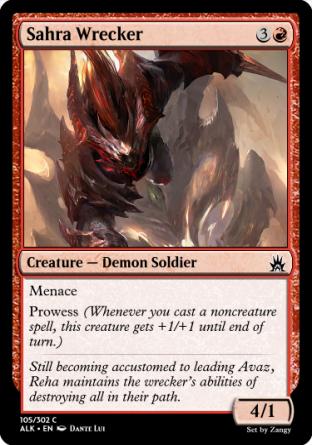 Sahra Wrecker 3
Creature — Demon Soldier
Menace
Prowess (Whenever you cast a noncreature
spell, this creature gets +1/+1 until end of
turn.)
Still becoming accustomed to leading Avaz,
Reha maintains the wrecker's abilities of
destroying all in their path.
4/1
105/302 C
ALK • EN DANTE LUI
Set by Zangy